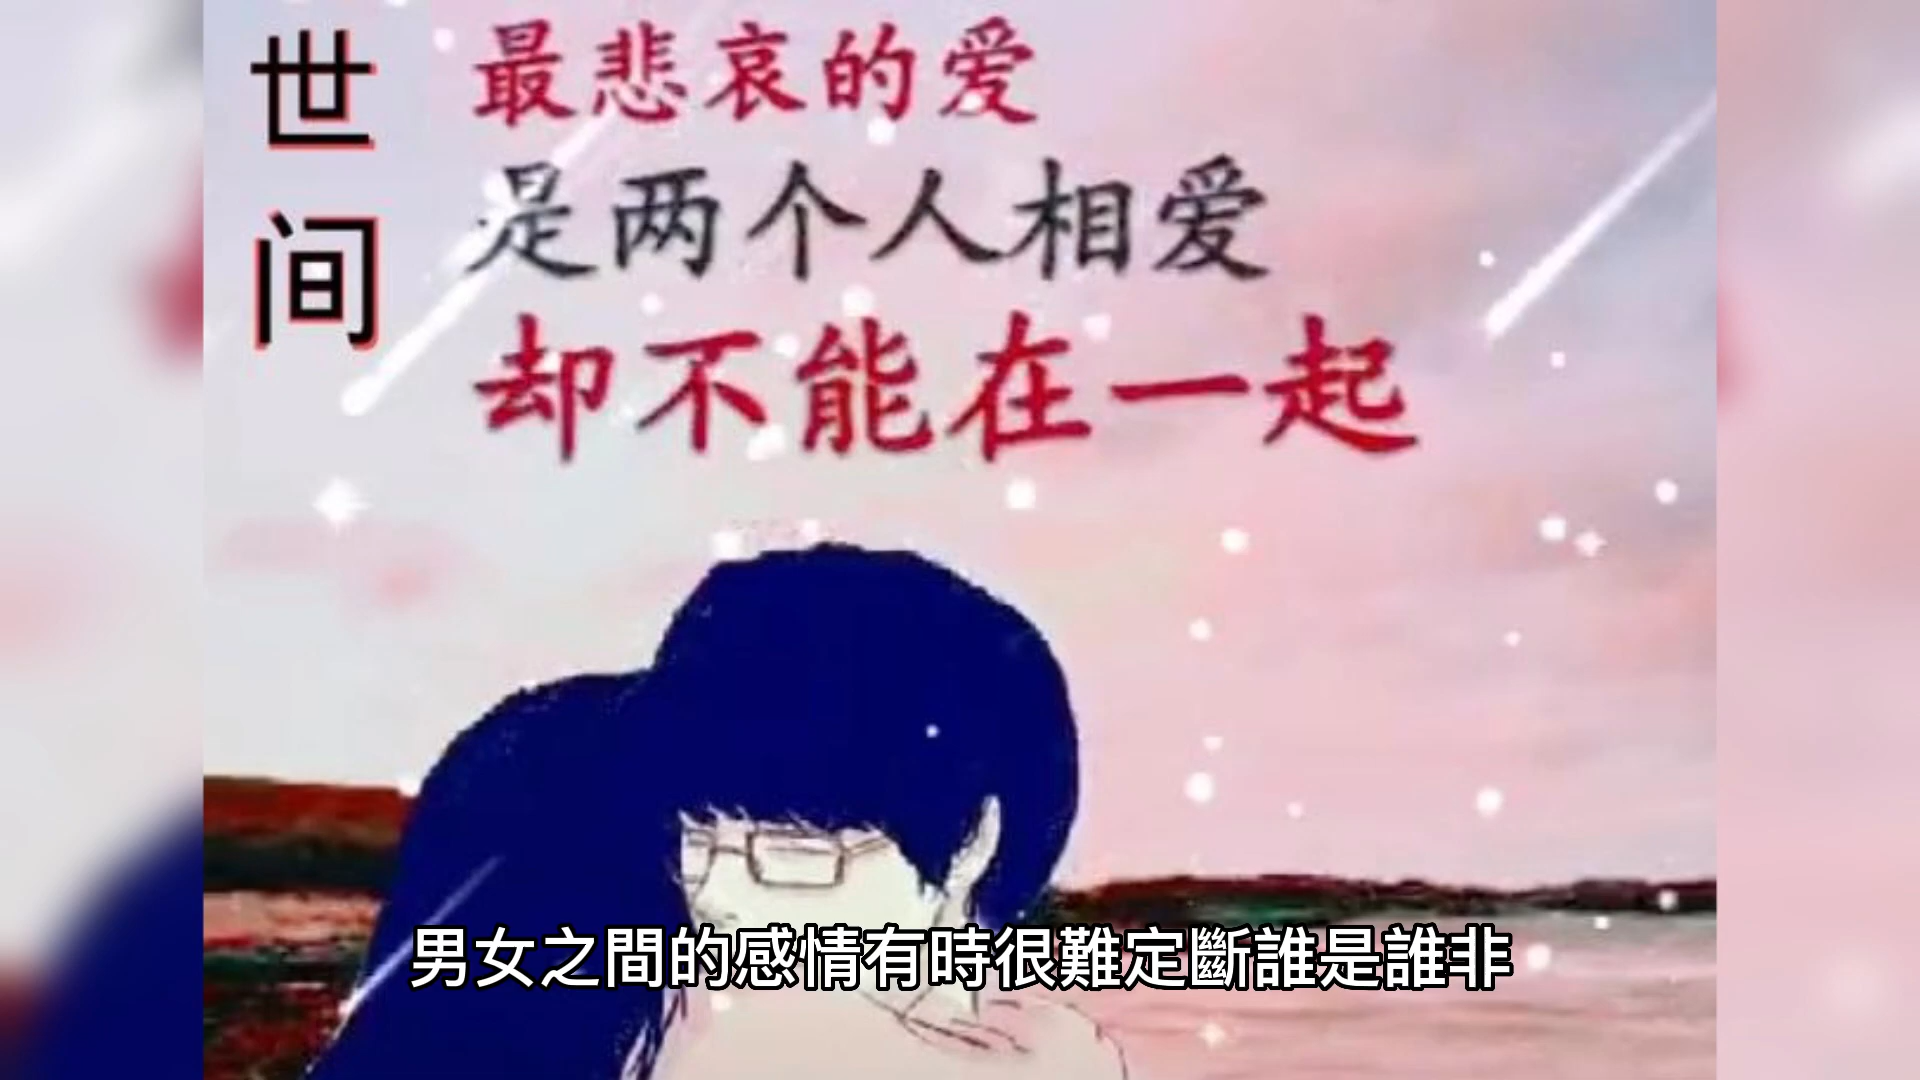 世间
最悲哀的爱
是两个人相爱
却不能在一起
男女之間的感情有時很難定斷誰是誰非